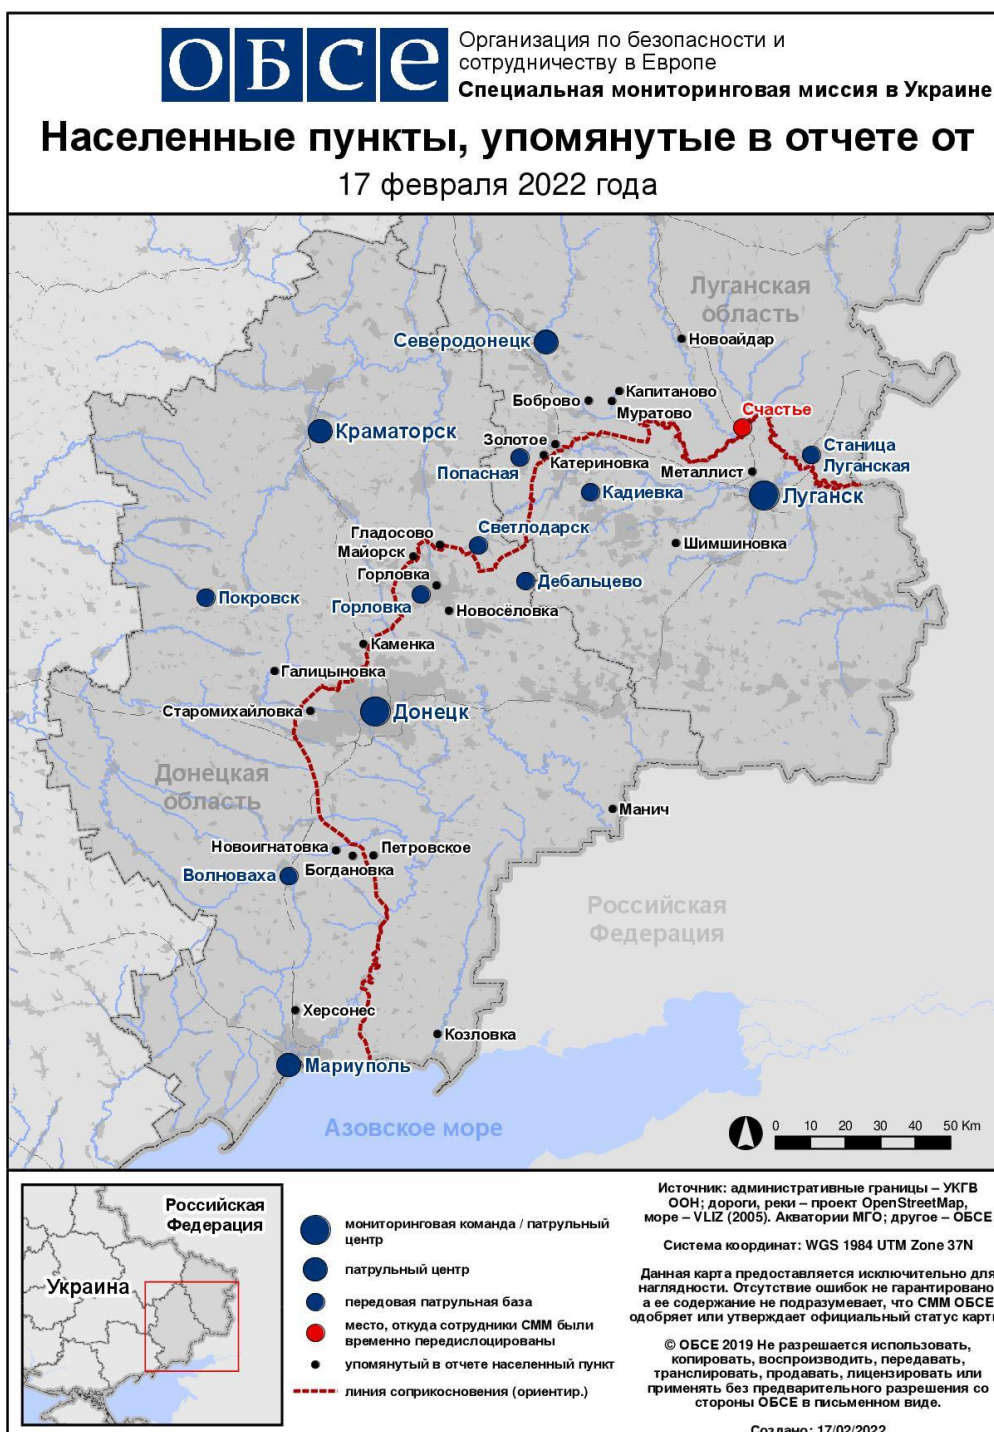 ОБСЕ
Организация по безопасности и
сотрудничеству в Европе
Специальная мониторинговая миссия в Украине
Населенные пункты, упомянутые в отчете от
17 февраля 2022 года
Луганская
область
Новоайдар
Северодонецк
Капитаново
Боброво
Муратово
Счастье
Краматорск
Золотое
Станица
Луганская
Попасная
Катериновка
Металлист
Кадиевка
Луганск
Светлодарск
Гладосово
Майорск
Шимшиновка
Горловка
Дебальцево
Покровск
Горловка
Новосёловка
Каменка
Галицыновка
Старомихайловка
Донецк
Донецкая
область
Манич
Новоигнатовка
Петровское
Богдановка
Волноваха
Российская
Федерация
Херсонес
Козловка
Мариуполь
Азовское море
0 10 20 30 40 50 Km
Российская
Федерация
Украина
мониторинговая команда / патрульный
центр
патрульный центр
передовая патрульная база
место, откуда сотрудники СММ были
временно передислоцированы
упомянутый в отчете населенный пункт
линия соприкосновения (ориентир.)
Источник: административные границы – УКГВ
ООН; дороги, реки – проект OpenStreetMap,
море – VLIZ (2005). Акватории МГО; другое – ОБСЕ
Система координат: WGS 1984 UTM Zone 37N
Данная карта предоставляется исключительно для
наглядности. Отсутствие ошибок не гарантировано,
а ее содержание не подразумевает, что СММ ОБСЕ
одобряет или утверждает официальный статус карт
© ОБСЕ 2019 Не разрешается использовать,
копировать, воспроизводить, передавать,
транслировать, продавать, лицензировать или
применять без предварительного разрешения со
стороны ОБСЕ в письменном виде.
Создано: 17/02/2022